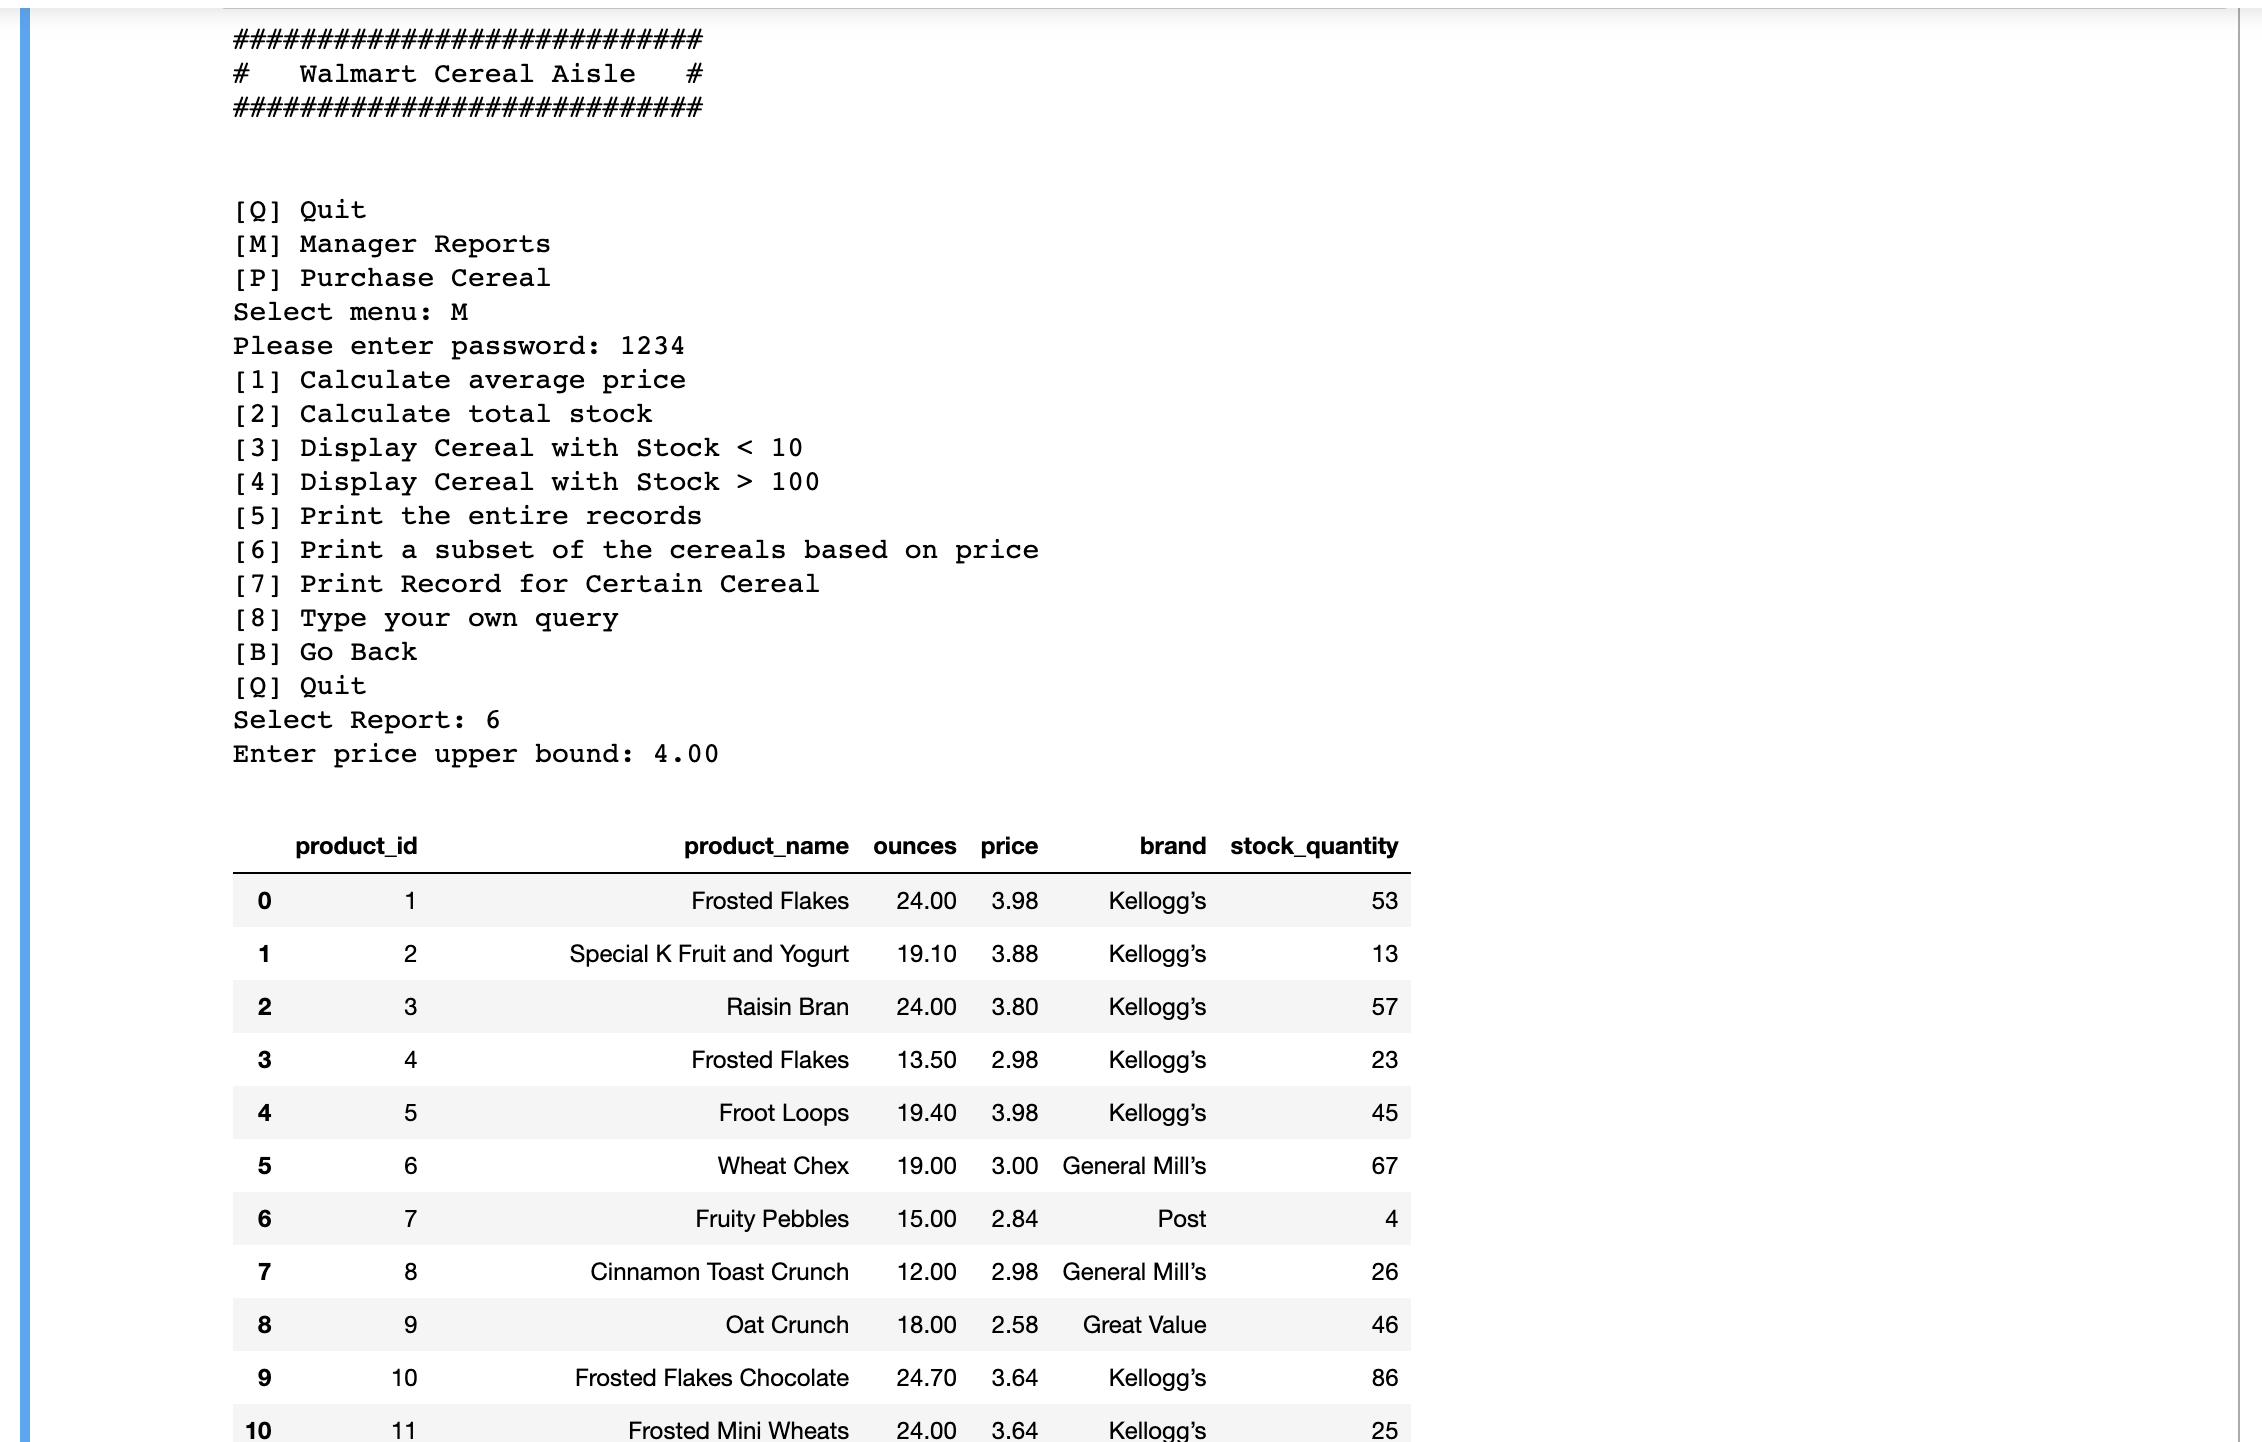 ############################
#   Walmart Cereal Aisle   #
############################
[Q] Quit
[M] Manager Reports
[P] Purchase Cereal
Select menu: M
Please enter password: 1234
[1] Calculate average price
[2] Calculate total stock
[3] Display Cereal with Stock < 10
[4] Display Cereal with Stock > 100
[5] Print the entire records
[6] Print a subset of the cereals based on price
[7] Print Record for Certain Cereal
[8] Type your own query
[B] Go Back
[Q] Quit
Select Report: 6
Enter price upper bound: 4.00
product_id product_name ounces price brand stock_quantity
0 1 Frosted Flakes 24.00 3.98 Kellogg’s 53
1 2 Special K Fruit and Yogurt 19.10 3.88 Kellogg’s 13
2 3 Raisin Bran 24.00 3.80 Kellogg’s 57
3 4 Frosted Flakes 13.50 2.98 Kellogg’s 23
4 5 Froot Loops 19.40 3.98 Kellogg’s 45
5 6 Wheat Chex 19.00 3.00 General Mill’s 67
6 7 Fruity Pebbles 15.00 2.84 Post 4
7 8 Cinnamon Toast Crunch 12.00 2.98 General Mill’s 26
8 9 Oat Crunch 18.00 2.58 Great Value 46
9 10 Frosted Flakes Chocolate 24.70 3.64 Kellogg’s 86
10 11 Frosted Mini Wheats 24.00 3.64 Kellogg’s 25